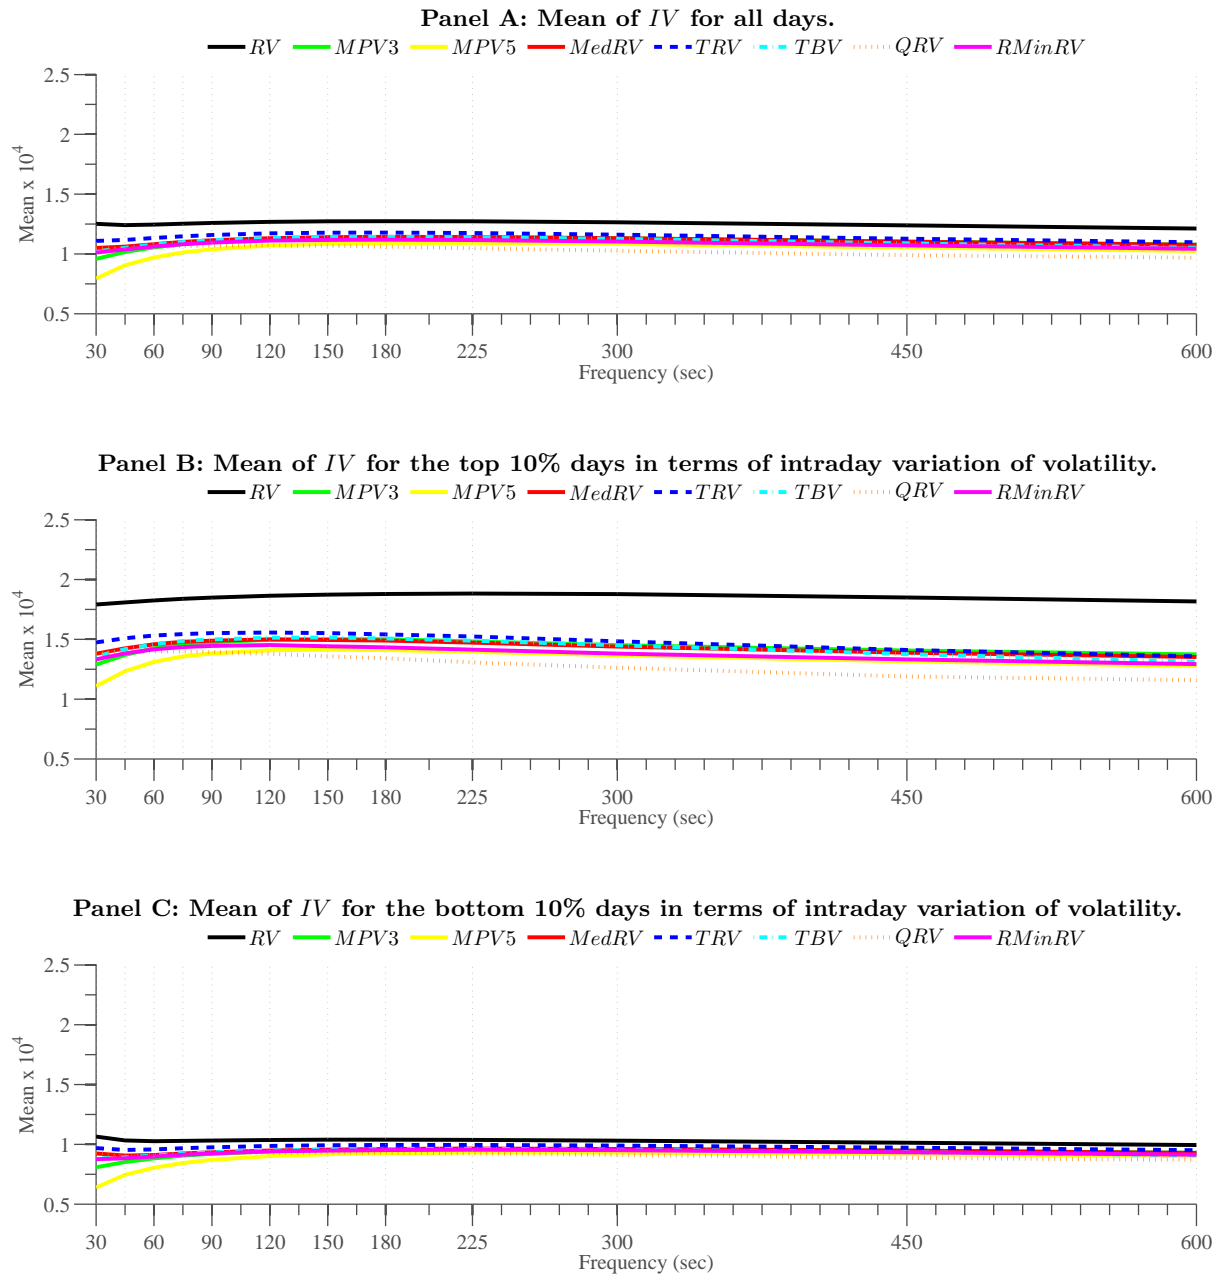 Panel A: Mean of IV for all days.
RV MPV3 MPV5 MedRV TRV TBV QRV RMinRV
2.5
2
1.5
1
0.5
Mean x 10^4
30 60 90 120 150 180 225 300 450 600
Frequency (sec)
Panel B: Mean of IV for the top 10% days in terms of intraday variation of volatility.
RV MPV3 MPV5 MedRV TRV TBV QRV RMinRV
2.5
2
1.5
1
0.5
Mean x 10^4
30 60 90 120 150 180 225 300 450 600
Frequency (sec)
Panel C: Mean of IV for the bottom 10% days in terms of intraday variation of volatility.
RV MPV3 MPV5 MedRV TRV TBV QRV RMinRV
2.5
2
1.5
1
0.5
Mean x 10^4
30 60 90 120 150 180 225 300 450 600
Frequency (sec)